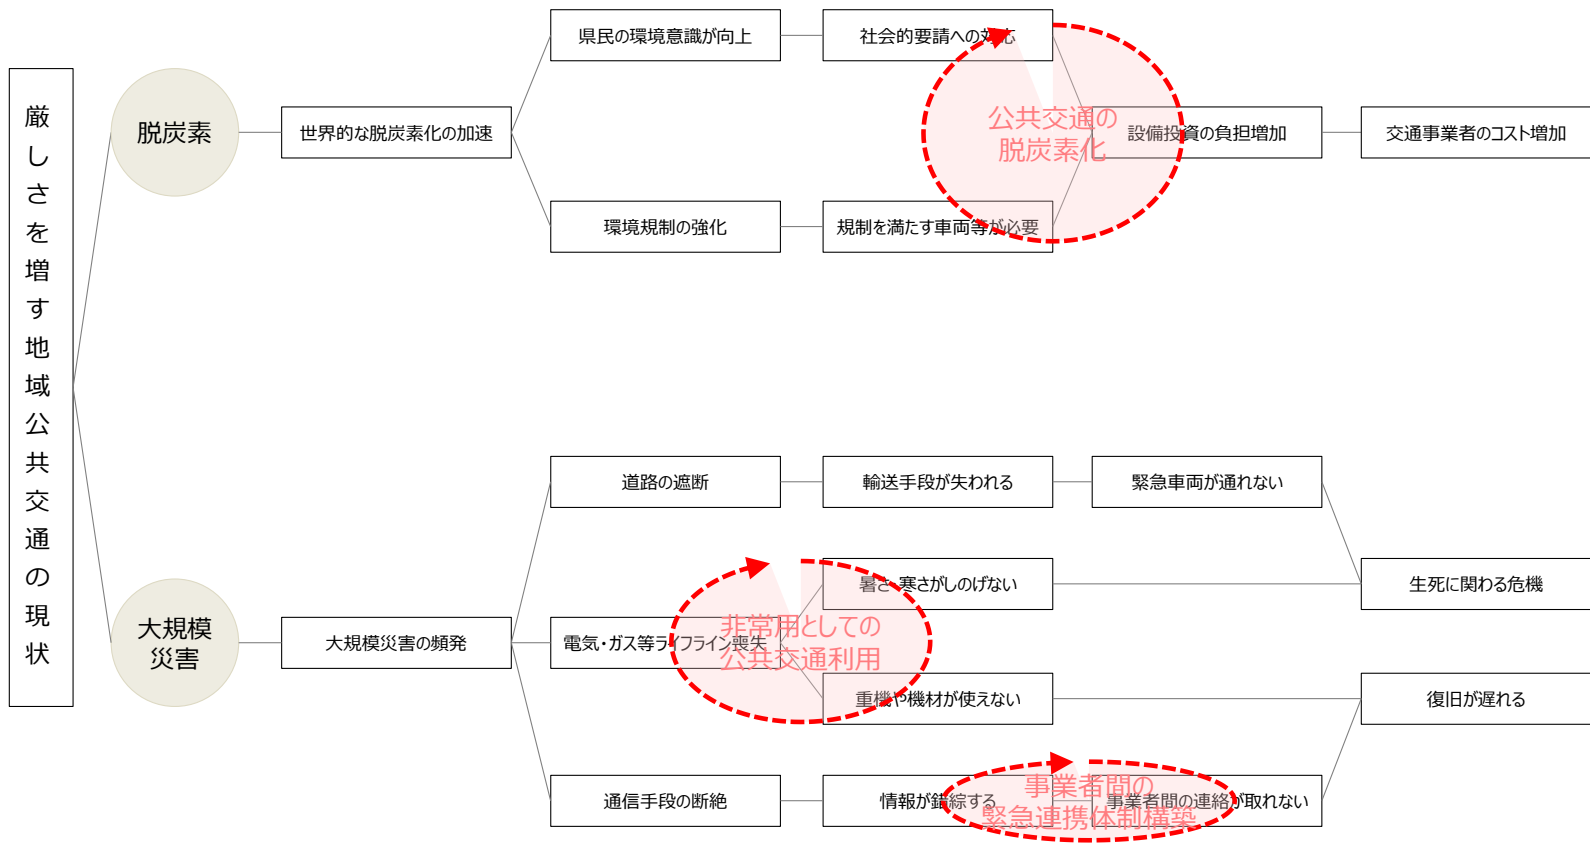 厳しさを増す地域公共交通の現状
脱炭素
世界的な脱炭素化の加速
県民の環境意識が向上
社会的要請への対応
環境規制の強化
規制を満たす車両等が必要
公共交通の
脱炭素化
設備投資の負担増加
交通事業者のコスト増加
大規模
災害
大規模災害の頻発
道路の遮断
輸送手段が失われる
緊急車両が通れない
電気・ガス等ライフライン喪失
非常用としての
公共交通利用
暑さ・寒さがしのげない
生死に関わる危機
重機や機材が使えない
復旧が遅れる
通信手段の断絶
情報が錯綜する
事業者間の連絡が取れない
事業者間の
緊急連携体制構築